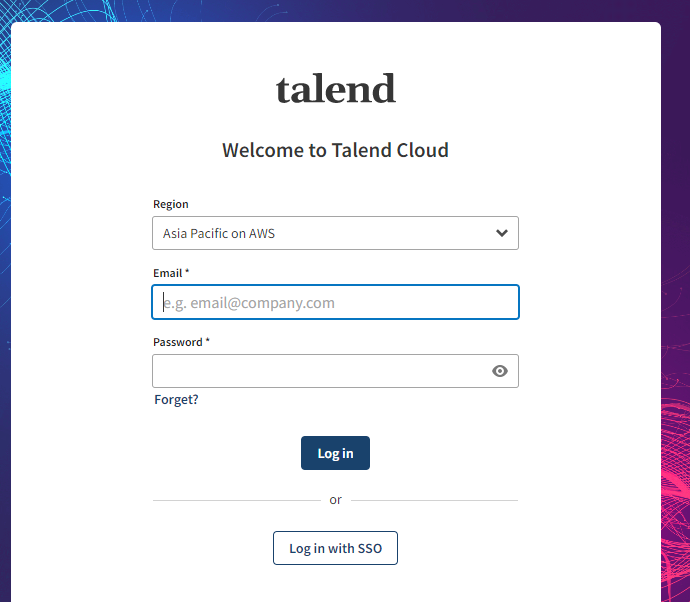 talend
Welcome to Talend Cloud
Region
Asia Pacific on AWS
Email *
e.g. email@company.com
Password *
Forget?
Log in
or
Log in with SSO